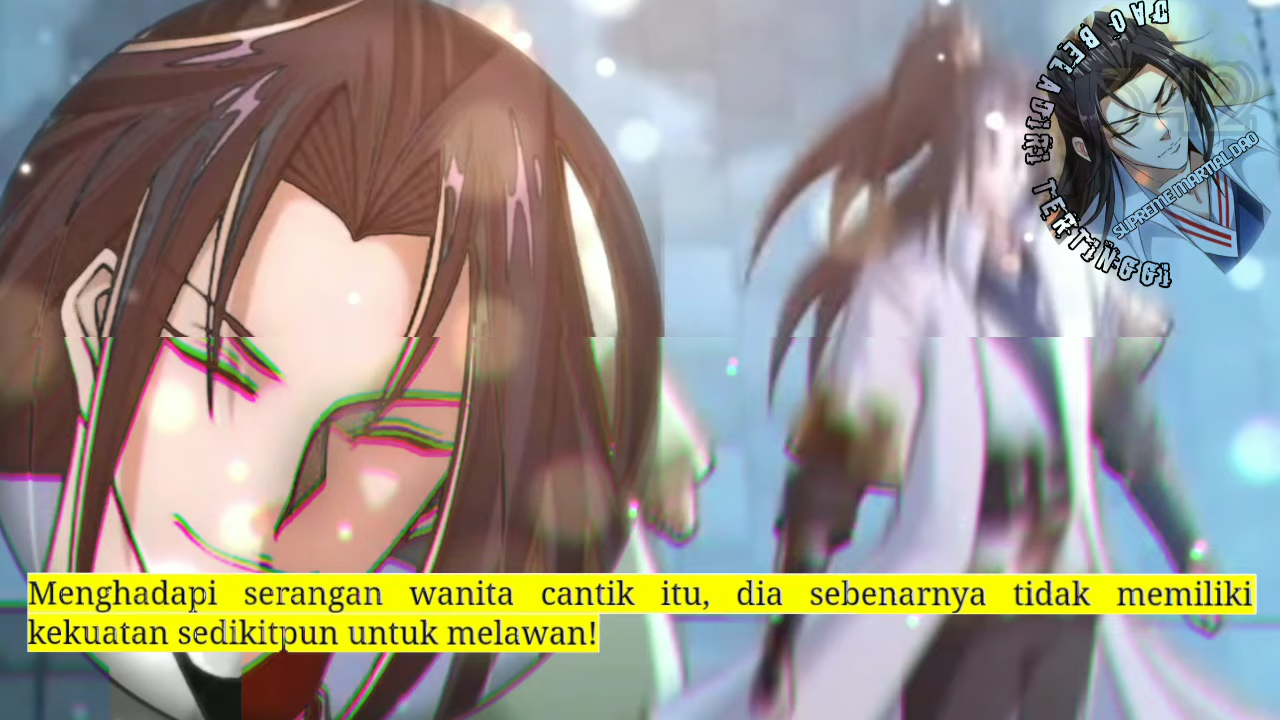 DAO BELADIRI TERTINGGI
SUPREME MARTIAL DAO
Menghadapi serangan wanita cantik itu, dia sebenarnya tidak memiliki
kekuatan sedikitpun untuk melawan!